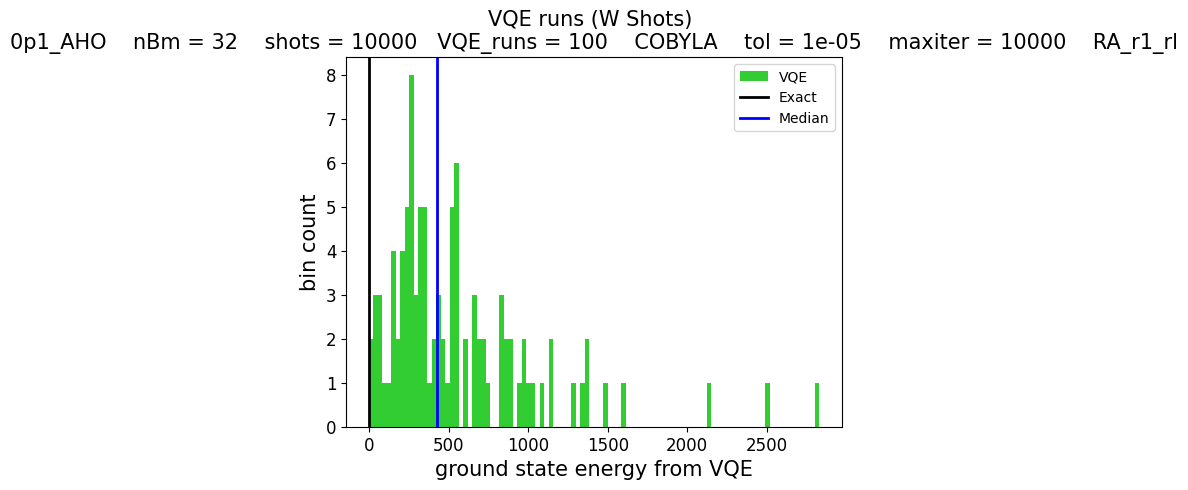 VQE runs (W Shots)
0p1_AHO    nBm = 32    shots = 10000   VQE_runs = 100    COBYLA    tol = 1e-05    maxiter = 10000    RA_r1_rl
8
7
6
5
4
3
2
1
0
bin count
VQE
Exact
Median
0 500 1000 1500 2000 2500
ground state energy from VQE